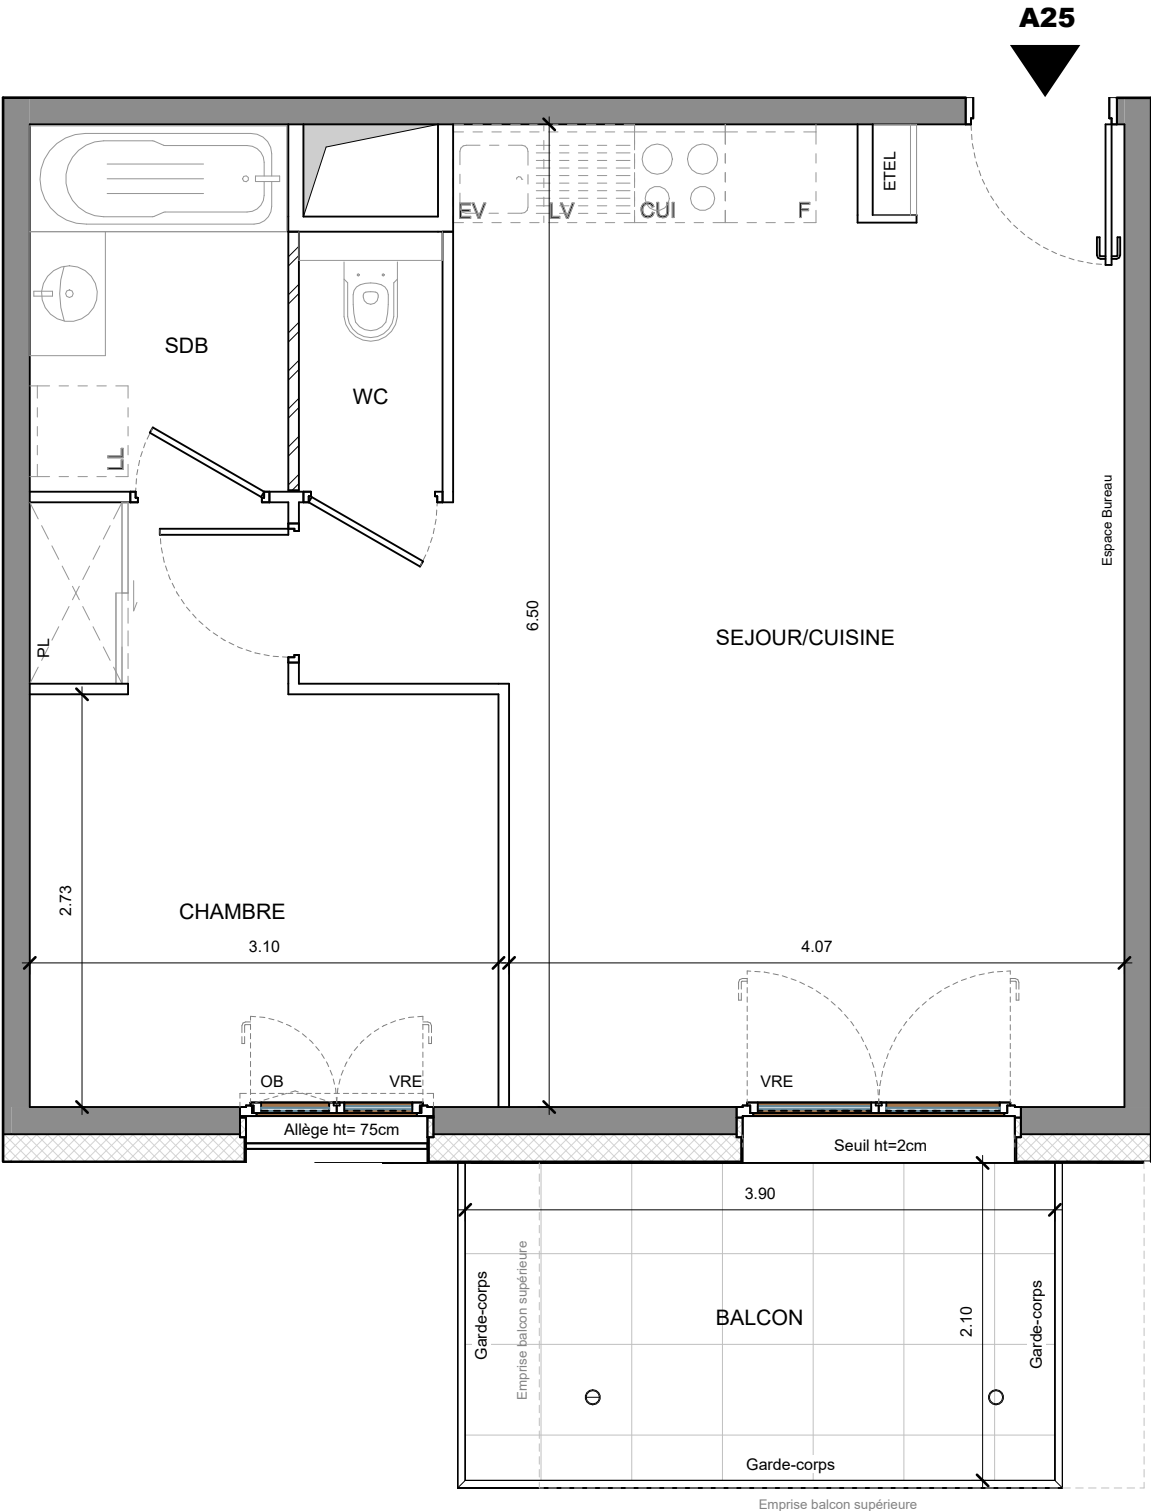 A25
ETEL
EV
LV
CUI
F
SDB
WC
LL
Espace Bureau
6.50
SEJOUR/CUISINE
PL
2.73
CHAMBRE
3.10
4.07
OB
VRE
VRE
Allège ht= 75cm
Seuil ht=2cm
3.90
Emprise balcon supérieure
Garde-corps
BALCON
2.10
Garde-corps
Garde-corps
Emprise balcon supérieure